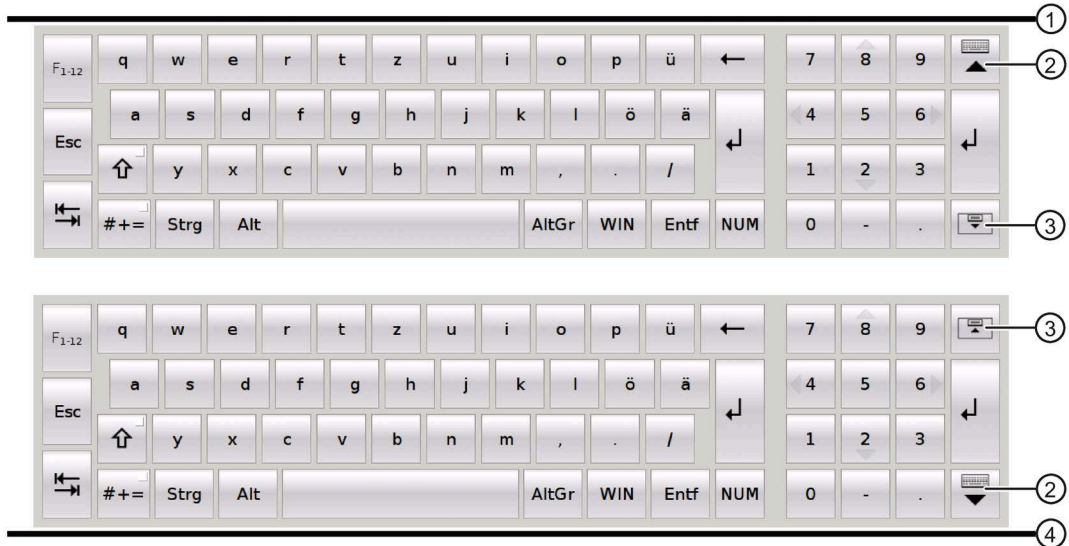 ①
F1-12 q w e r t z u i o p ü ← 7 8 9 ②
a s d f g h j k l ö ä ↵ 4 5 6 ↵
Esc
⇧ y x c v b n m , . / 1 2 3
#+= Strg Alt AltGr WIN Entf NUM 0 - . ③
F1-12 q w e r t z u i o p ü ← 7 8 9 ③
a s d f g h j k l ö ä ↵ 4 5 6 ↵
Esc
⇧ y x c v b n m , . / 1 2 3
#+= Strg Alt AltGr WIN Entf NUM 0 - . ②
④